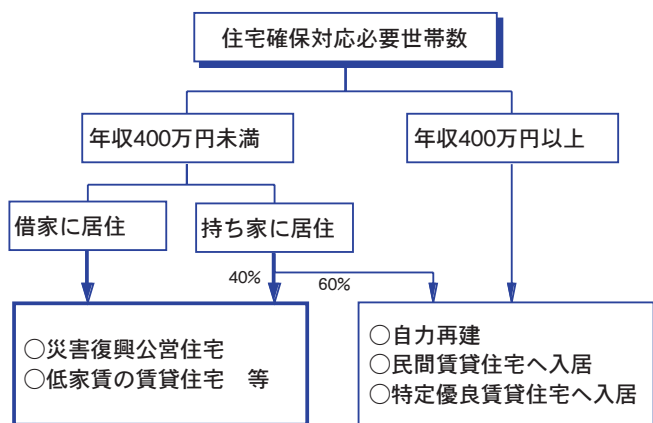 住宅確保対応必要世帯数
年収400万円未満
年収400万円以上
借家に居住
持ち家に居住
40%
60%
○災害復興公営住宅
○低家賃の賃貸住宅　等
○自力再建
○民間賃貸住宅へ入居
○特定優良賃貸住宅へ入居